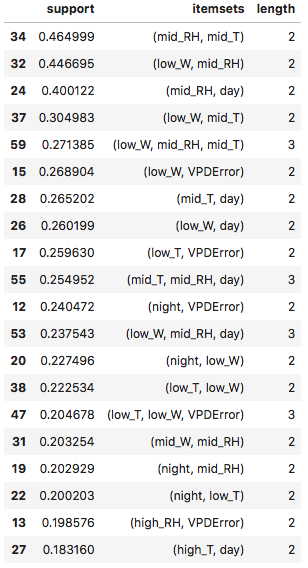 support itemsets length
34 0.464999 (mid_RH, mid_T) 2
32 0.446695 (low_W, mid_RH) 2
24 0.400122 (mid_RH, day) 2
37 0.304983 (low_W, mid_T) 2
59 0.271385 (low_W, mid_RH, mid_T) 3
15 0.268904 (low_W, VPDError) 2
28 0.265202 (mid_T, day) 2
26 0.260199 (low_W, day) 2
17 0.259630 (low_T, VPDError) 2
55 0.254952 (mid_T, mid_RH, day) 3
12 0.240472 (night, VPDError) 2
53 0.237543 (low_W, mid_RH, day) 3
20 0.227496 (night, low_W) 2
38 0.222534 (low_T, low_W) 2
47 0.204678 (low_T, low_W, VPDError) 3
31 0.203254 (mid_W, mid_RH) 2
19 0.202929 (night, mid_RH) 2
22 0.200203 (night, low_T) 2
13 0.198576 (high_RH, VPDError) 2
27 0.183160 (high_T, day) 2